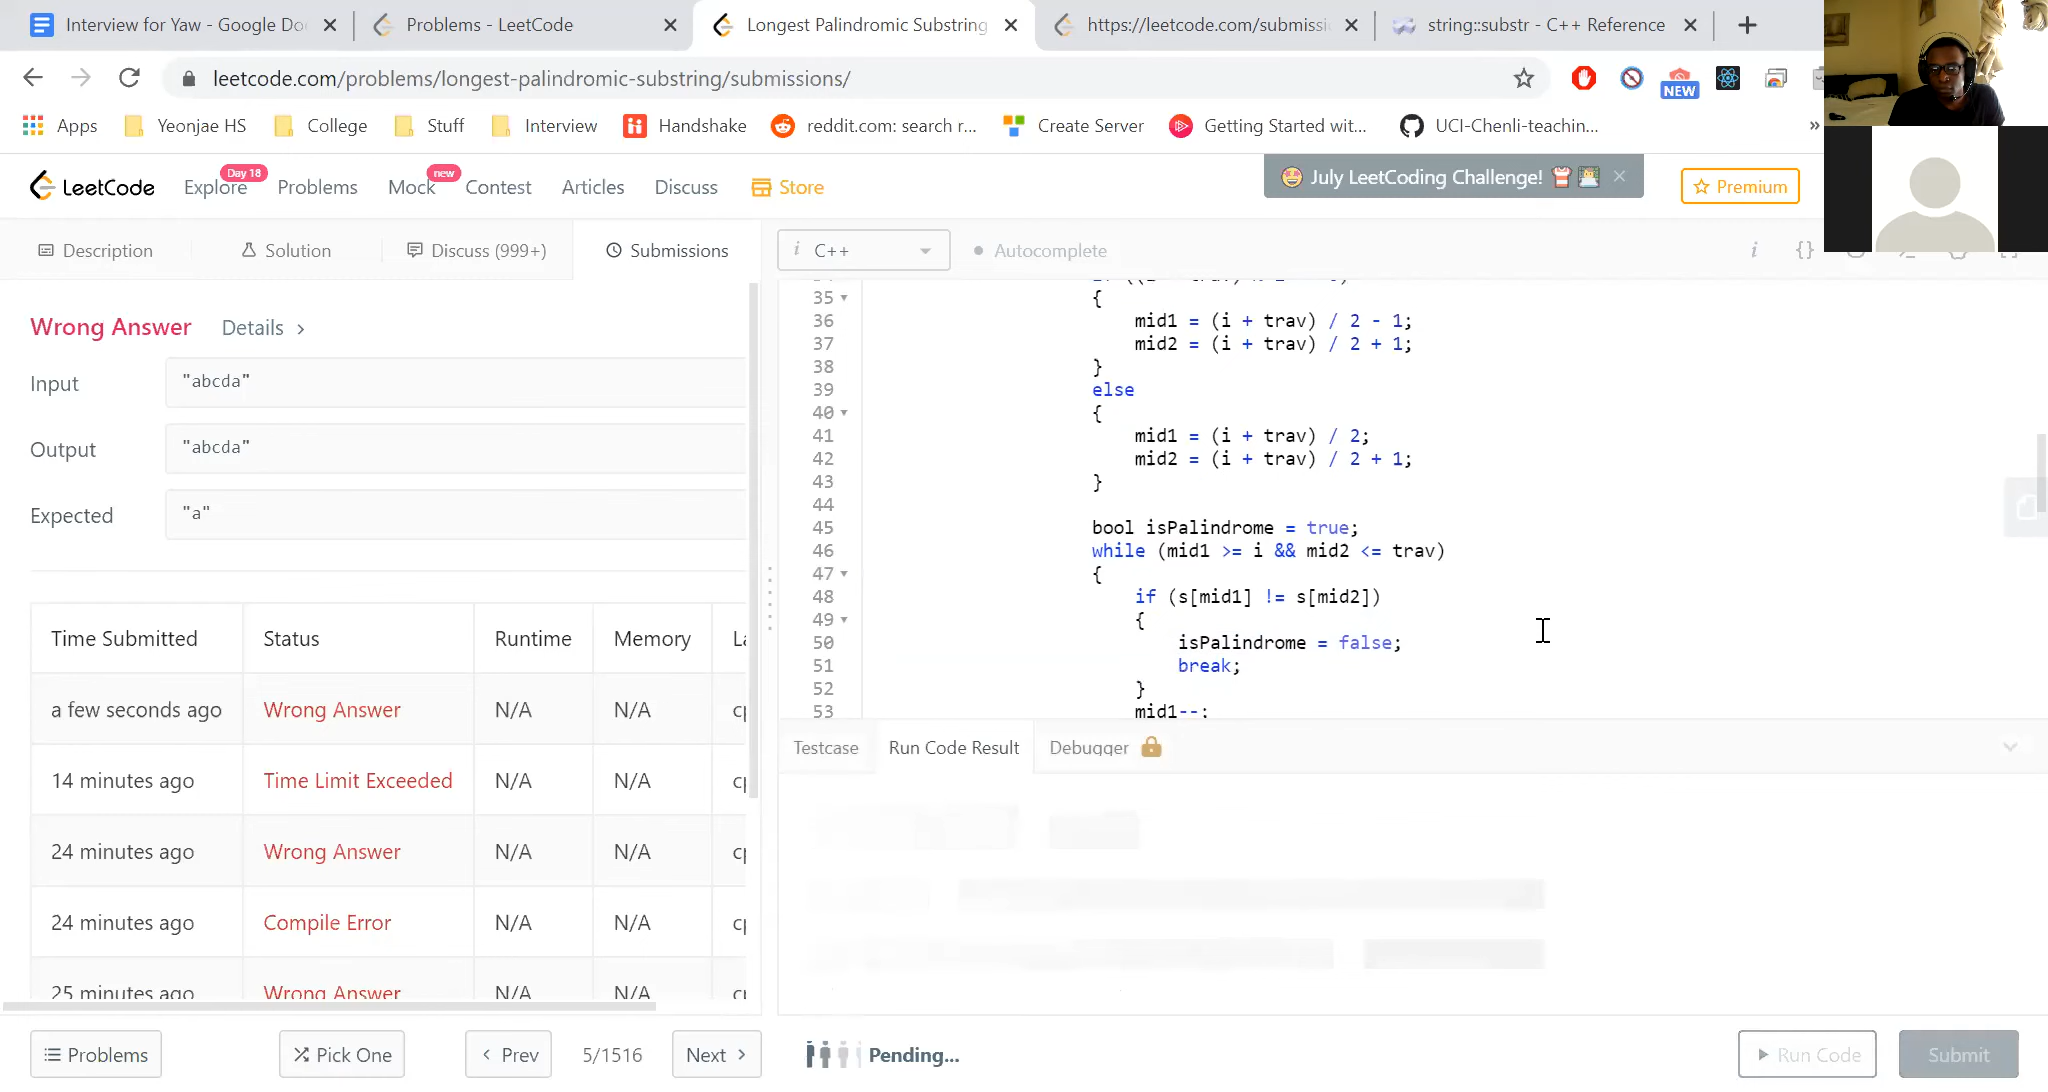 Interview for Yaw - Google Do
Problems - LeetCode
Longest Palindromic Substring
https://leetcode.com/submissi
string::substr - C++ Reference
leetcode.com/problems/longest-palindromic-substring/submissions/
NEW
Apps
Yeonjae HS
College
Stuff
Interview
Handshake
reddit.com: search r...
Create Server
Getting Started wit...
UCI-Chenli-teachin...
»
LeetCode
Explore
Day 18
Problems
Mock
new
Contest
Articles
Discuss
Store
July LeetCoding Challenge!
Premium
Description
Solution
Discuss (999+)
Submissions
i C++
Autocomplete
i {}
Wrong Answer Details >
Input "abcda"
Output "abcda"
Expected "a"
Time Submitted Status Runtime Memory La
a few seconds ago Wrong Answer N/A N/A cp
14 minutes ago Time Limit Exceeded N/A N/A cp
24 minutes ago Wrong Answer N/A N/A cp
24 minutes ago Compile Error N/A N/A cp
25 minutes ago Wrong Answer N/A N/A
35 {
36 mid1 = (i + trav) / 2 - 1;
37 mid2 = (i + trav) / 2 + 1;
38 }
39 else
40 {
41 mid1 = (i + trav) / 2;
42 mid2 = (i + trav) / 2 + 1;
43 }
44
45 bool isPalindrome = true;
46 while (mid1 >= i && mid2 <= trav)
47 {
48 if (s[mid1] != s[mid2])
49 {
50 isPalindrome = false;
51 break;
52 }
53 mid1--;
Testcase
Run Code Result
Debugger
Problems
Pick One
< Prev
5/1516
Next >
Pending...
Run Code
Submit